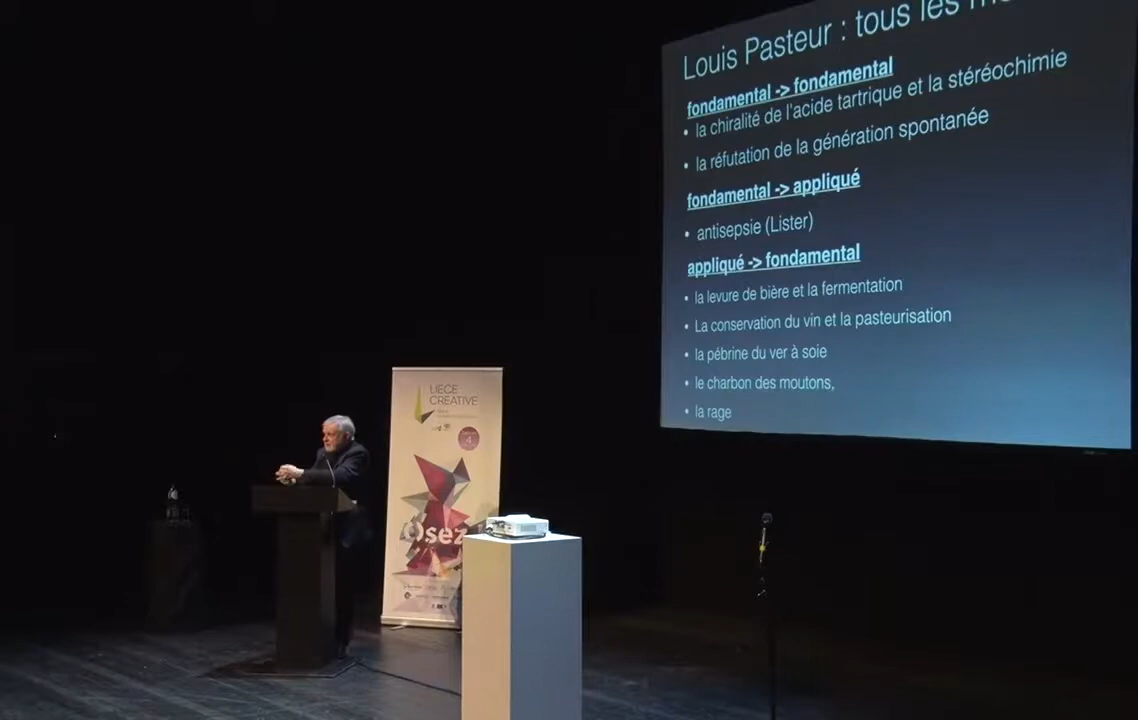 Louis Pasteur : tous les
fondamental -> fondamental
• la chiralité de l'acide tartrique et la stéréochimie
• la réfutation de la génération spontanée
fondamental -> appliqué
• antisepsie (Lister)
appliqué -> fondamental
• la levure de bière et la fermentation
• La conservation du vin et la pasteurisation
• la pébrine du ver à soie
• le charbon des moutons,
• la rage
LIEGE
CREATIVE
4
Osez